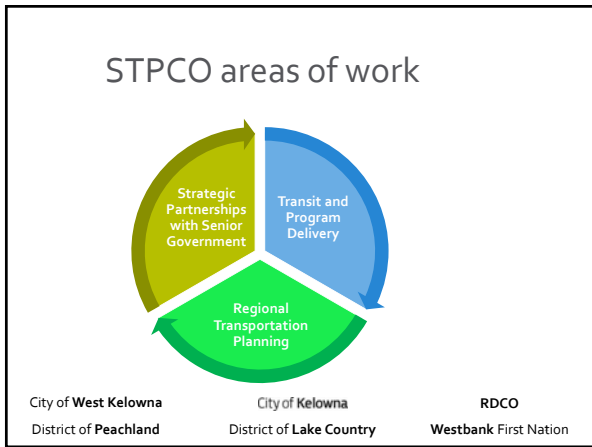 STPCO areas of work
Strategic
Partnerships
with Senior
Government
Transit and
Program
Delivery
Regional
Transportation
Planning
City of West Kelowna
City of Kelowna
RDCO
District of Peachland
District of Lake Country
Westbank First Nation